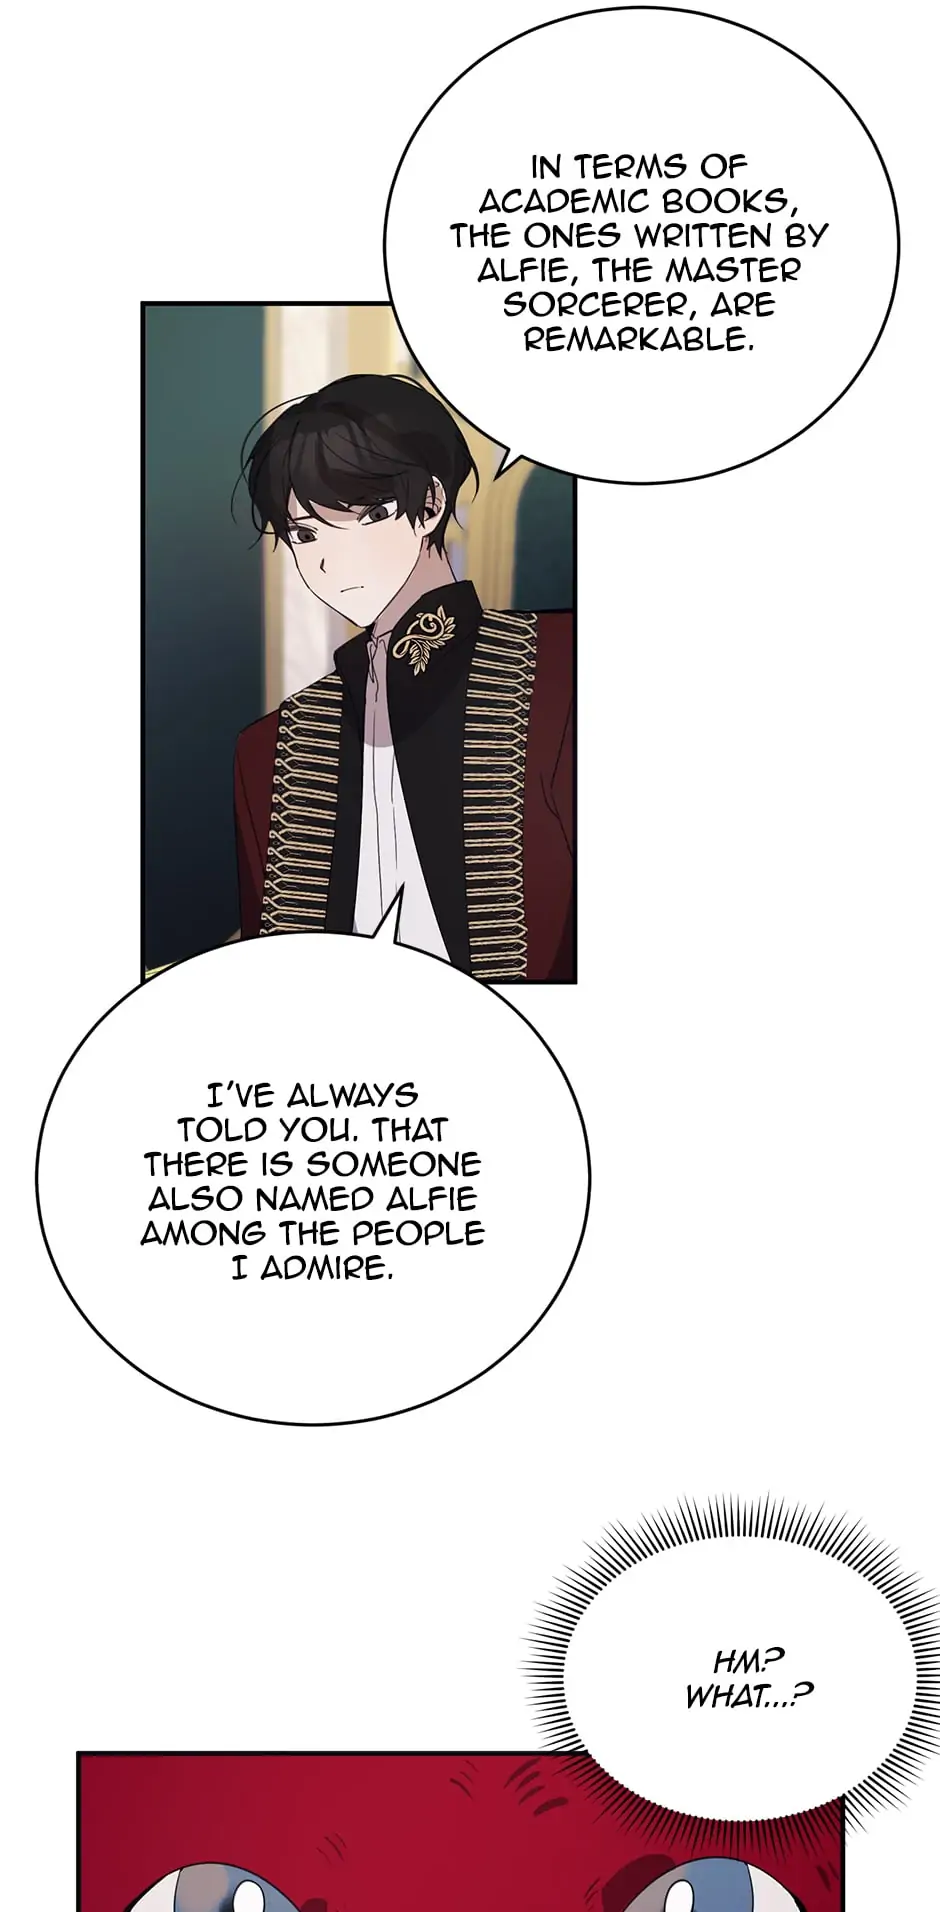 IN TERMS OF
ACADEMIC BOOKS,
THE ONES WRITTEN BY
ALFIE, THE MASTER
SORCERER, ARE
REMARKABLE.
I'VE ALWAYS
TOLD YOU. THAT
THERE IS SOMEONE
ALSO NAMED ALFIE
AMONG THE PEOPLE
I ADMIRE.
HM?
WHAT...?